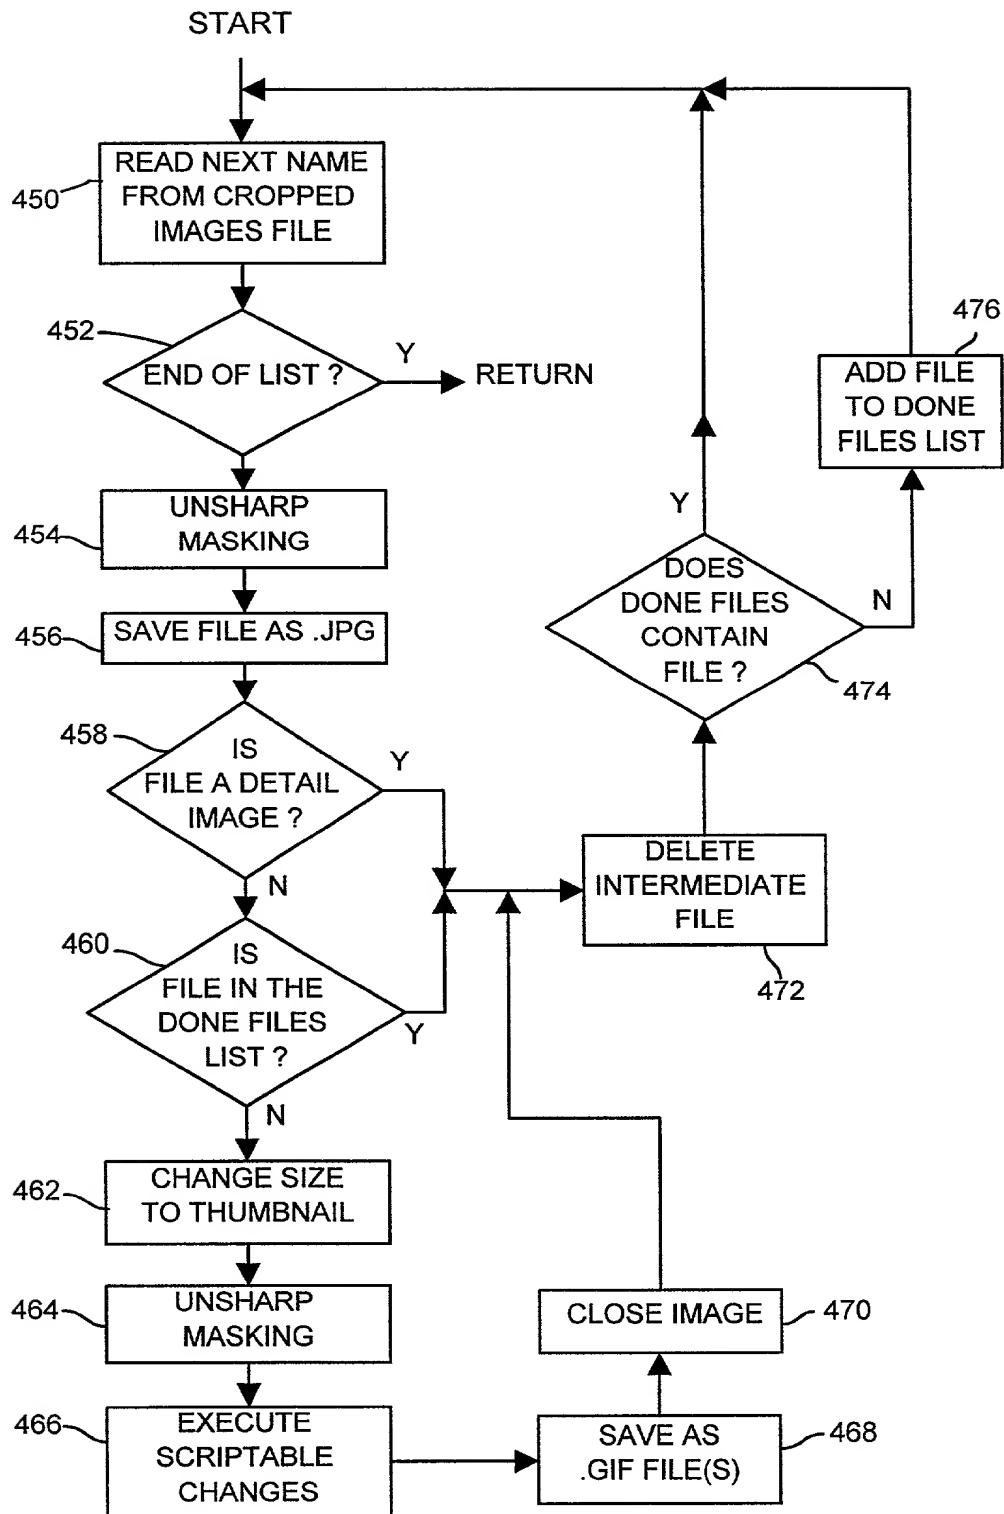 START
READ NEXT NAME
FROM CROPPED
IMAGES FILE
450
452
END OF LIST ?
Y
RETURN
UNSHARP
MASKING
454
SAVE FILE AS .JPG
456
458
IS
FILE A DETAIL
IMAGE ?
Y
N
460
IS
FILE IN THE
DONE FILES
LIST ?
Y
N
CHANGE SIZE
TO THUMBNAIL
462
UNSHARP
MASKING
464
EXECUTE
SCRIPTABLE
CHANGES
466
SAVE AS
.GIF FILE(S)
468
CLOSE IMAGE
470
DELETE
INTERMEDIATE
FILE
472
DOES
DONE FILES
CONTAIN
FILE ?
474
Y
N
ADD FILE
TO DONE
FILES LIST
476